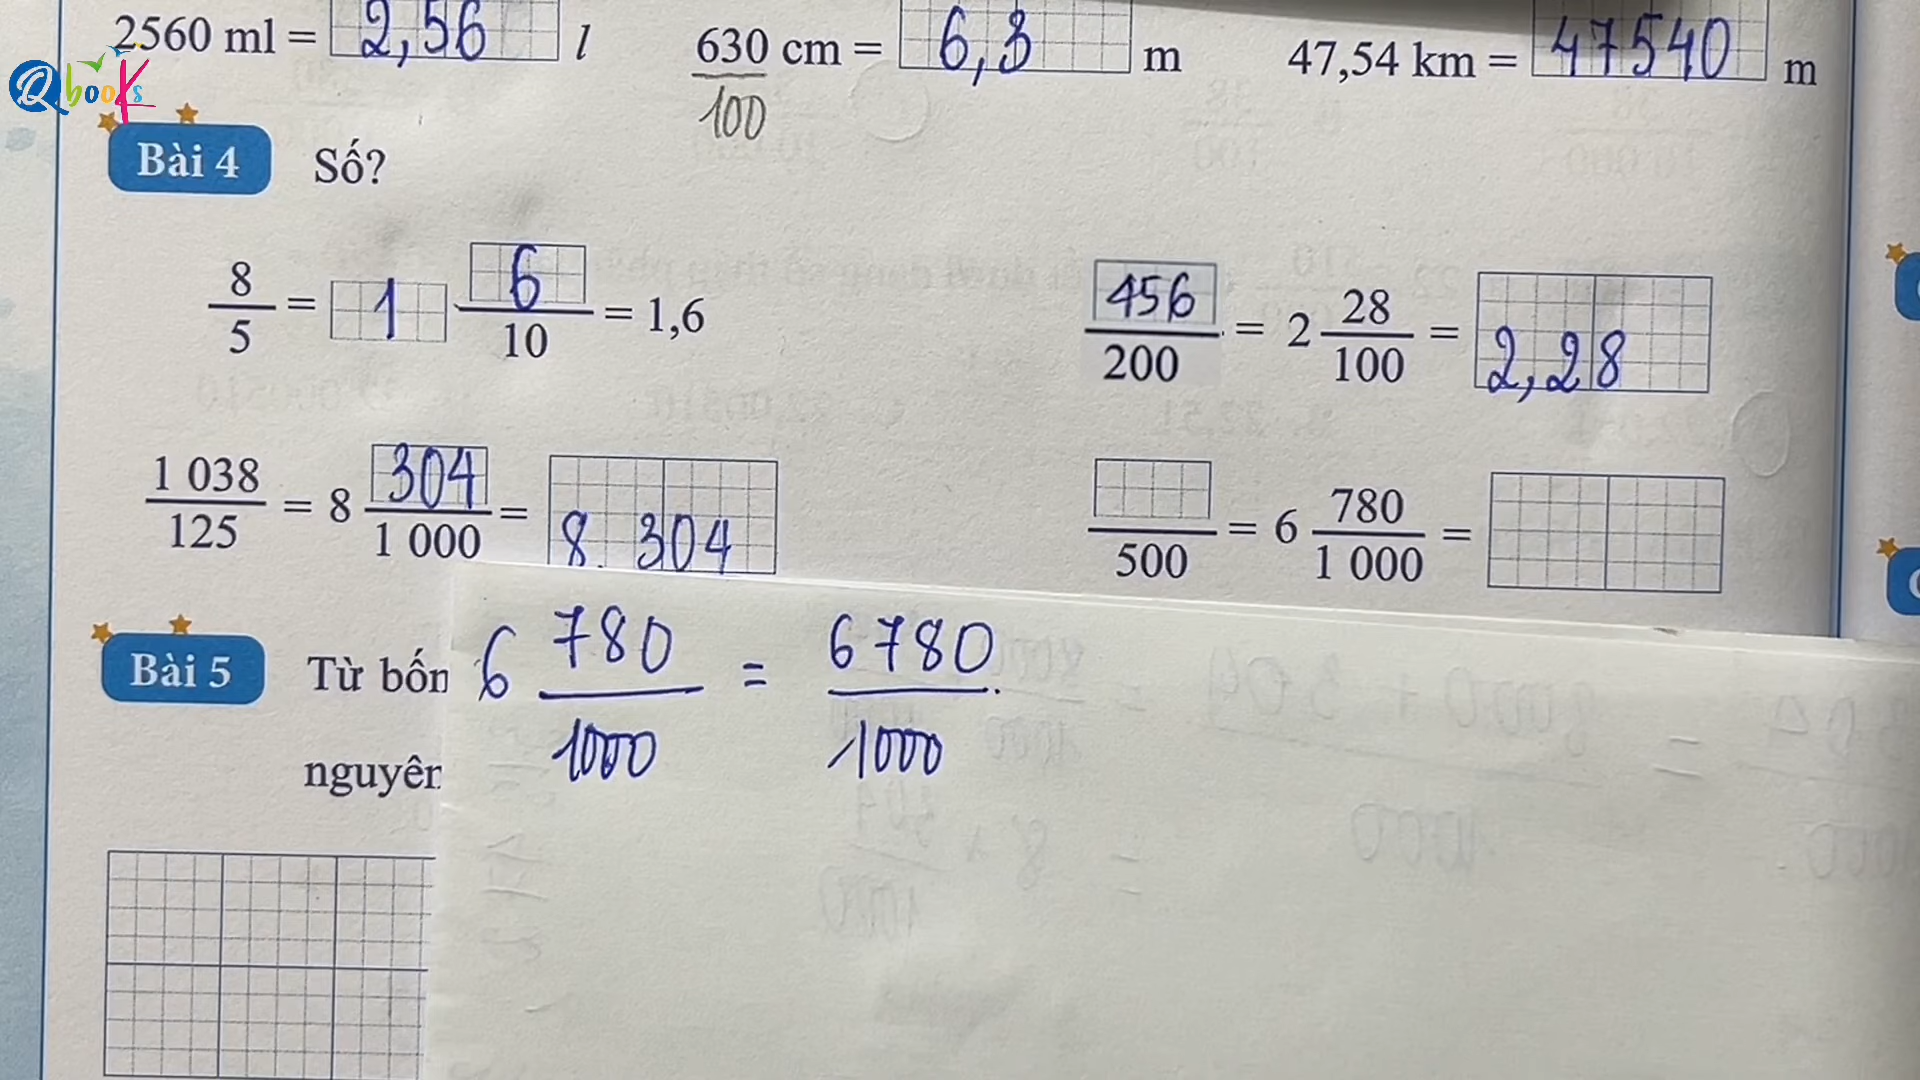 2560 ml = 2,56 l 630 cm = 6,3 m 47,54 km = 47540 m
100
Qbooks
Bài 4 Số?
8/5 = 1 6/10 = 1,6
456/200 = 2 28/100 = 2,28
1 038/125 = 8 304/1 000 = 8,304
/500 = 6 780/1 000 =
Bài 5 Từ bốn
nguyên
6 780/1000 = 6780/1000